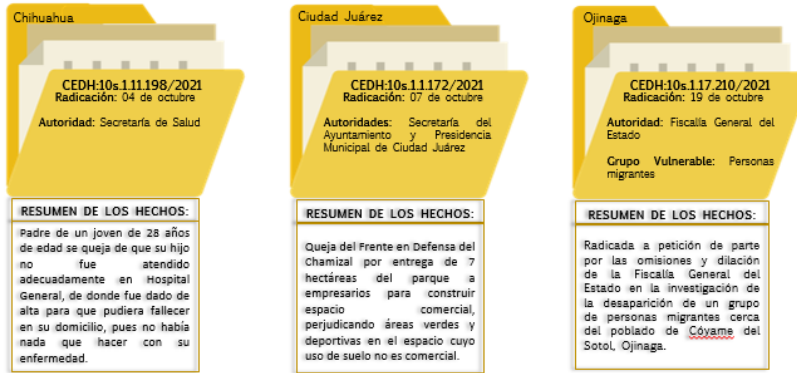 Chihuahua
CEDH:10s.1.11.198/2021
Radicación: 04 de octubre
Autoridad: Secretaría de Salud
RESUMEN DE LOS HECHOS:
Padre de un joven de 28 años
de edad se queja de que su hijo
no fue atendido
adecuadamente en Hospital
General, de donde fue dado de
alta para que pudiera fallecer
en su domicilio, pues no había
nada que hacer con su
enfermedad.
Ciudad Juárez
CEDH:10s.1.1.172/2021
Radicación: 07 de octubre
Autoridades: Secretaría del
Ayuntamiento y Presidencia
Municipal de Ciudad Juárez
RESUMEN DE LOS HECHOS:
Queja del Frente en Defensa del
Chamizal por entrega de 7
hectáreas del parque a
empresarios para construir
espacio comercial,
perjudicando áreas verdes y
deportivas en el espacio cuyo
uso de suelo no es comercial.
Ojinaga
CEDH:10s.1.17.210/2021
Radicación: 19 de octubre
Autoridad: Fiscalía General del
Estado
Grupo Vulnerable: Personas
migrantes
RESUMEN DE LOS HECHOS:
Radicada a petición de parte
por las omisiones y dilación
de la Fiscalía General del
Estado en la investigación de
la desaparición de un grupo
de personas migrantes cerca
del poblado de Cóyame del
Sotol, Ojinaga.